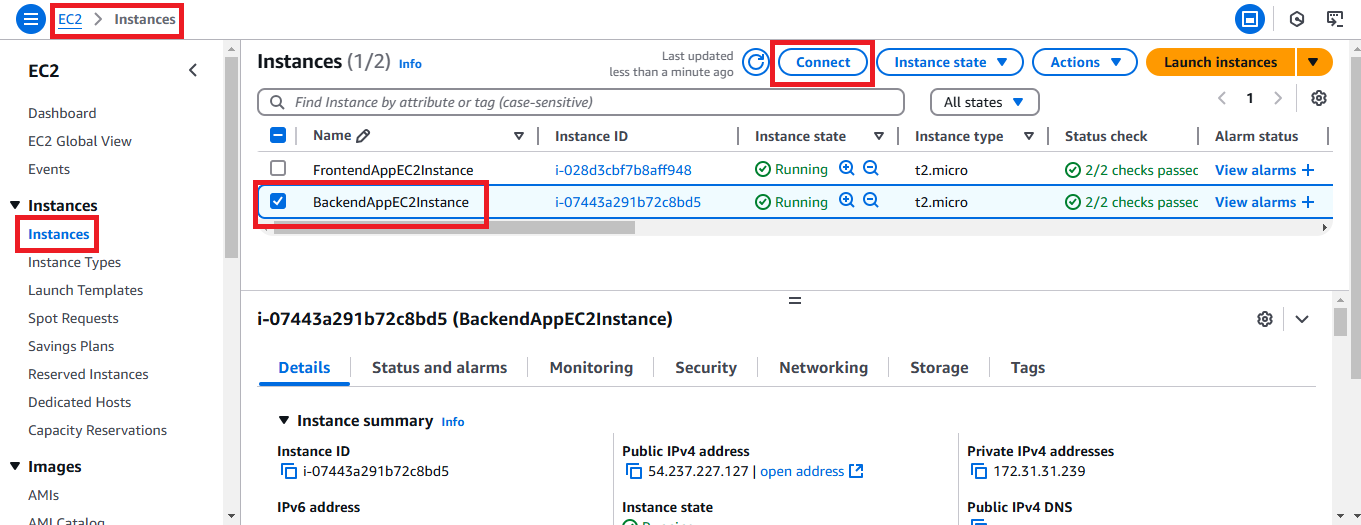 EC2 > Instances
EC2
Dashboard
EC2 Global View
Events
Instances
Instances
Instance Types
Launch Templates
Spot Requests
Savings Plans
Reserved Instances
Dedicated Hosts
Capacity Reservations
Images
AMIs
AMI Catalog
Instances (1/2) Info
Last updated
less than a minute ago
Connect
Instance state
Actions
Launch instances
Find Instance by attribute or tag (case-sensitive)
All states
1
Name Instance ID Instance state Instance type Status check Alarm status
FrontendAppEC2Instance i-028d3cbf7b8aff948 Running t2.micro 2/2 checks passed View alarms +
BackendAppEC2Instance i-07443a291b72c8bd5 Running t2.micro 2/2 checks passed View alarms +
i-07443a291b72c8bd5 (BackendAppEC2Instance)
Details Status and alarms Monitoring Security Networking Storage Tags
Instance summary Info
Instance ID
i-07443a291b72c8bd5
Public IPv4 address
54.237.227.127 | open address
Private IPv4 addresses
172.31.31.239
IPv6 address
Instance state
Running
Public IPv4 DNS